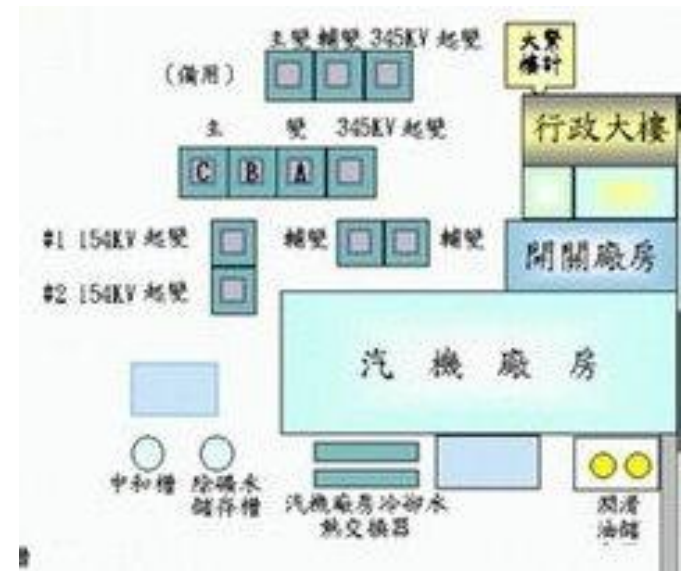 主變 輔變 345KV 起變
(備用)
大緊
樓計
行政大樓
主 變 345KV 起變
C B A
#1 154KV 起變
輔變 輔變
開關廠房
#2 154KV 起變
汽機廠房
中和槽
除礦水
儲存槽
汽機廠房冷卻水
熱交換器
潤滑
油儲
槽